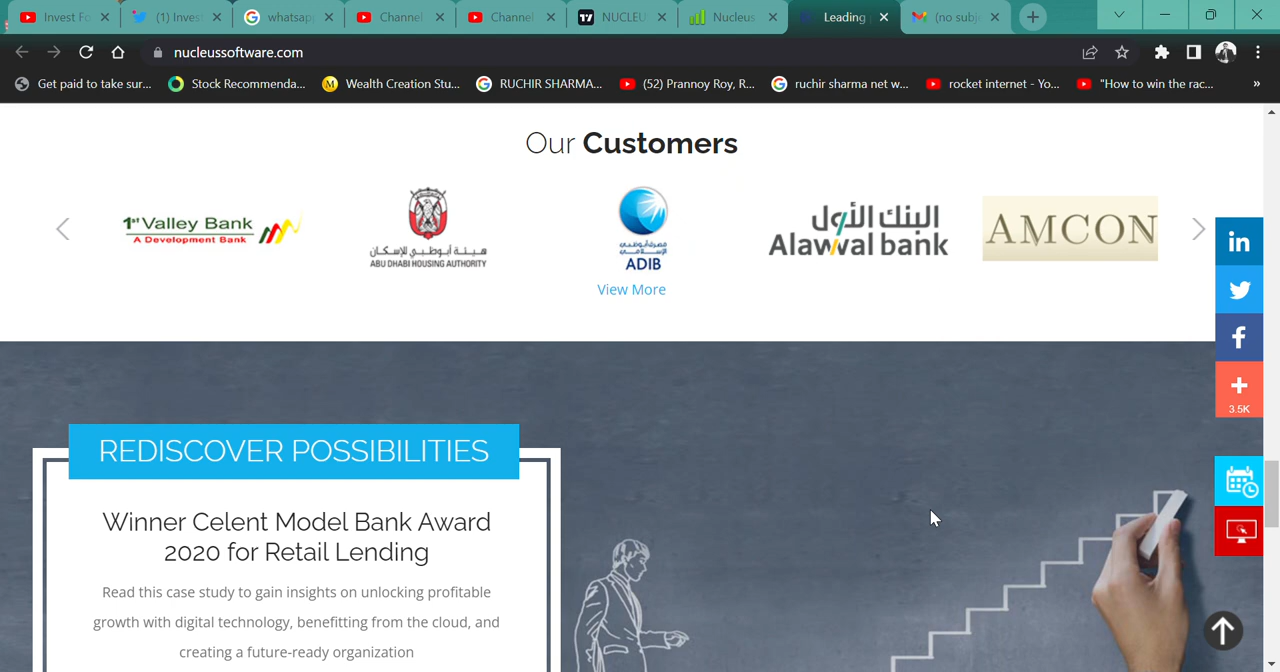 Invest Fo
(1) Invest
whatsap
Channel
Channel
NUCLEU
Nucleus
Leading
(no subj
nucleussoftware.com
Get paid to take sur...
Stock Recommenda...
M
Wealth Creation Stu...
RUCHIR SHARMA...
(52) Prannoy Roy, R...
ruchir sharma net w...
rocket internet - Yo...
"How to win the rac...
»
Our Customers
1st Valley Bank
A Development Bank
هيئة أبوظبي للإسكان
ABU DHABI HOUSING AUTHORITY
مصرف أبوظبي
الإسلامي
ADIB
البنك الأول
Alawwal bank
AMCON
View More
in
f
+
3.5K
REDISCOVER POSSIBILITIES
Winner Celent Model Bank Award
2020 for Retail Lending
Read this case study to gain insights on unlocking profitable
growth with digital technology, benefitting from the cloud, and
creating a future-ready organization